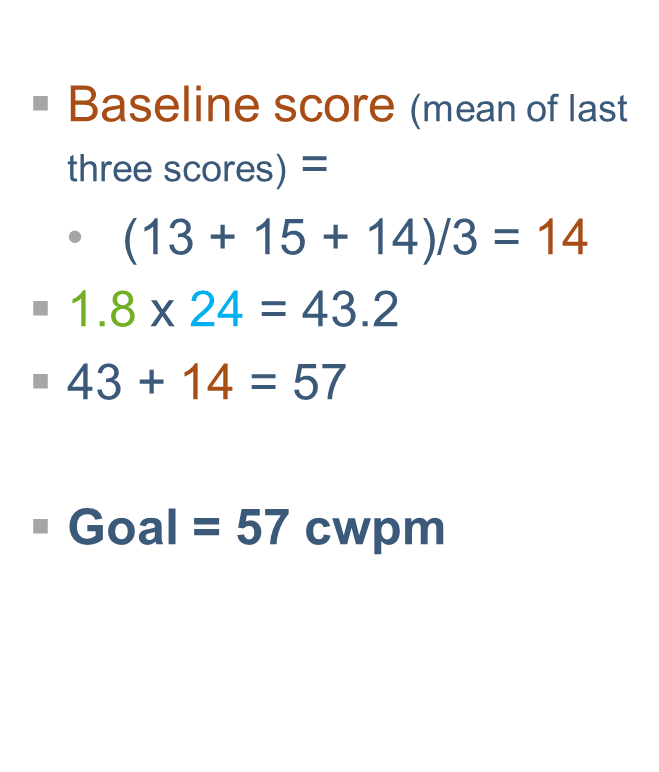 ▪ Baseline score (mean of last
three scores) =
• (13 + 15 + 14)/3 = 14
▪ 1.8 x 24 = 43.2
▪ 43 + 14 = 57
▪ Goal = 57 cwpm